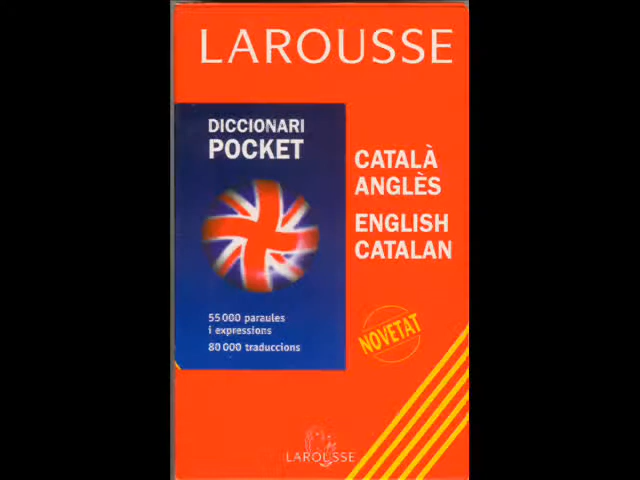 LAROUSSE
DICCIONARI
POCKET
CATALÀ
ANGLÈS
ENGLISH
CATALAN
55 000 paraules
i expressions
80 000 traduccions
NOVETAT
LAROUSSE